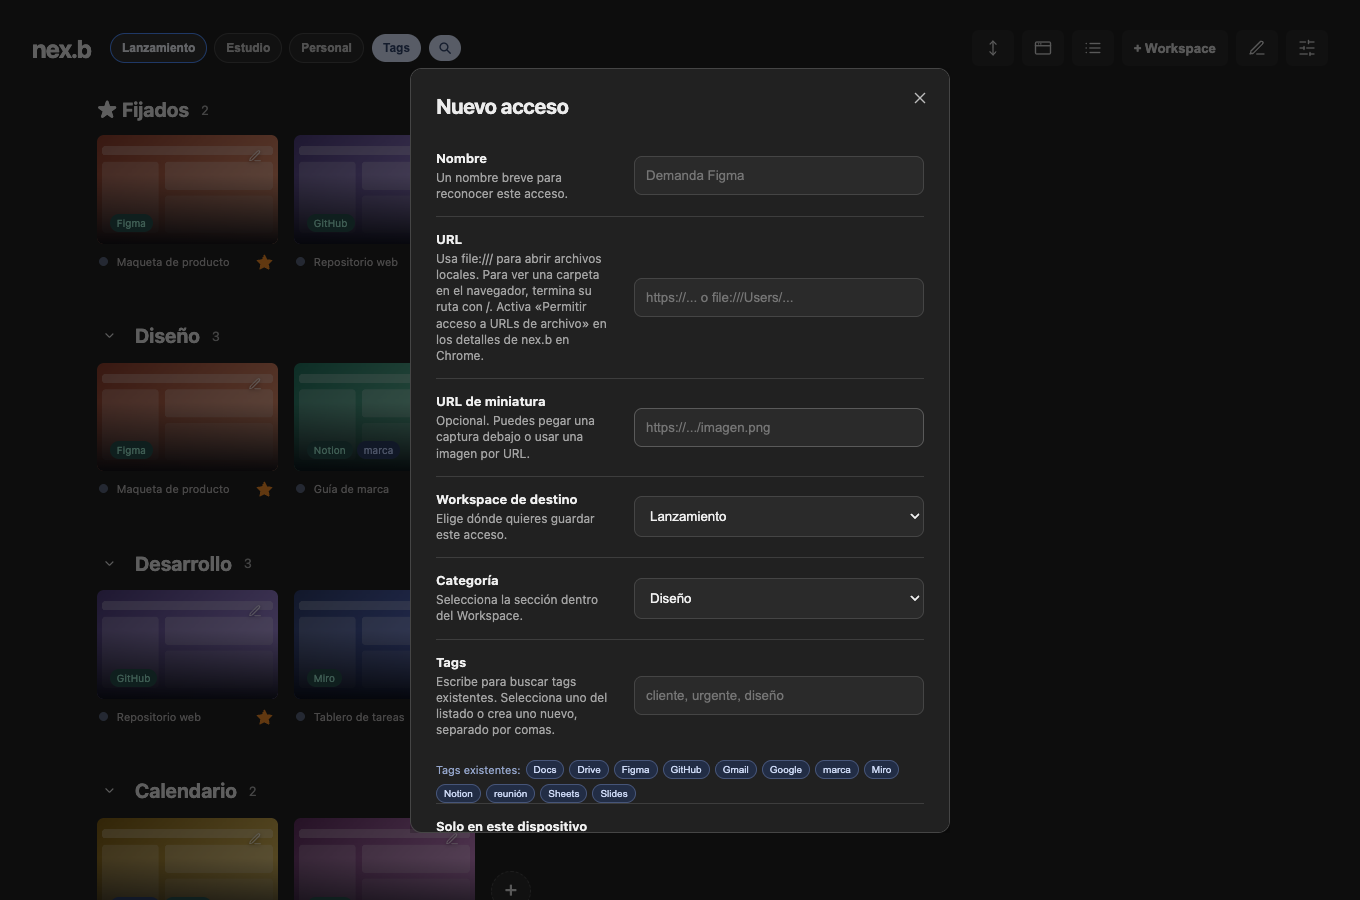 nex.b
Lanzamiento
Estudio
Personal
Tags
+ Workspace
Fijados 2
Figma
GitHub
Maqueta de producto
Repositorio web
Diseño 3
Figma
Notion marca
Maqueta de producto
Guía de marca
Desarrollo 3
GitHub
Miro
Repositorio web
Tablero de tareas
Calendario 2
+
Nuevo acceso
Nombre
Un nombre breve para
reconocer este acceso.
Demanda Figma
URL
Usa file:/// para abrir archivos
locales. Para ver una carpeta
en el navegador, termina su
ruta con /. Activa «Permitir
acceso a URLs de archivo» en
los detalles de nex.b en
Chrome.
https://... o file:///Users/...
URL de miniatura
Opcional. Puedes pegar una
captura debajo o usar una
imagen por URL.
https://.../imagen.png
Workspace de destino
Elige dónde quieres guardar
este acceso.
Lanzamiento
Categoría
Selecciona la sección dentro
del Workspace.
Diseño
Tags
Escribe para buscar tags
existentes. Selecciona uno del
listado o crea uno nuevo,
separado por comas.
cliente, urgente, diseño
Tags existentes: Docs Drive Figma GitHub Gmail Google marca Miro
Notion reunión Sheets Slides
Solo en este dispositivo